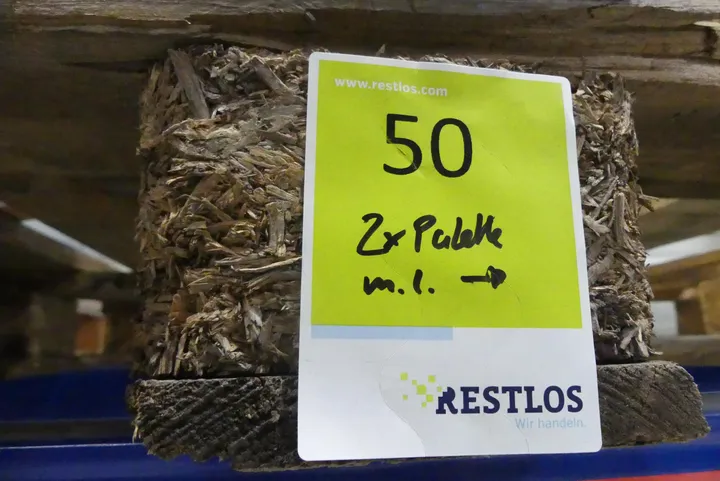 www.restlos.com
50
2x Palette
m.I. →
RESTLOS
Wir handeln.